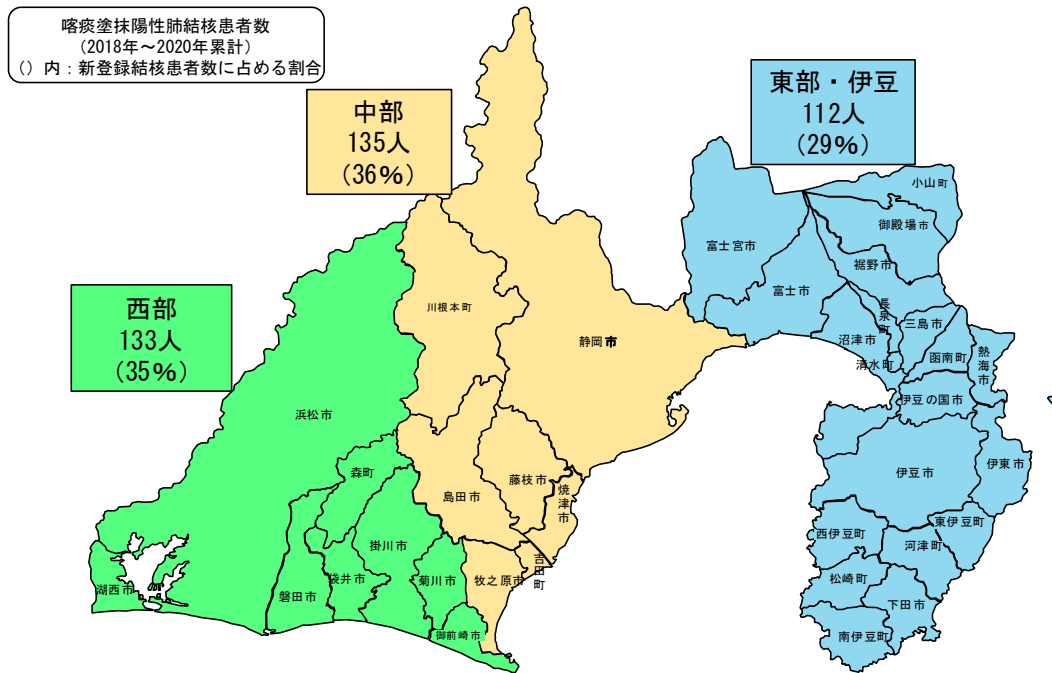 喀痰塗抹陽性肺結核患者数
(2018年～2020年累計)
() 内：新登録結核患者数に占める割合
中部
135人
(36%)
東部・伊豆
112人
(29%)
西部
133人
(35%)
小山町
御殿場市
富士宮市
裾野市
富士市
長泉町
三島市
沼津市
函南町
熱海市
清水町
伊豆の国市
伊豆市
伊東市
東伊豆町
西伊豆町
河津町
松崎町
下田市
南伊豆町
川根本町
静岡市
藤枝市
焼津市
島田市
吉田町
牧之原市
浜松市
森町
掛川市
菊川市
袋井市
磐田市
湖西市
御前崎市